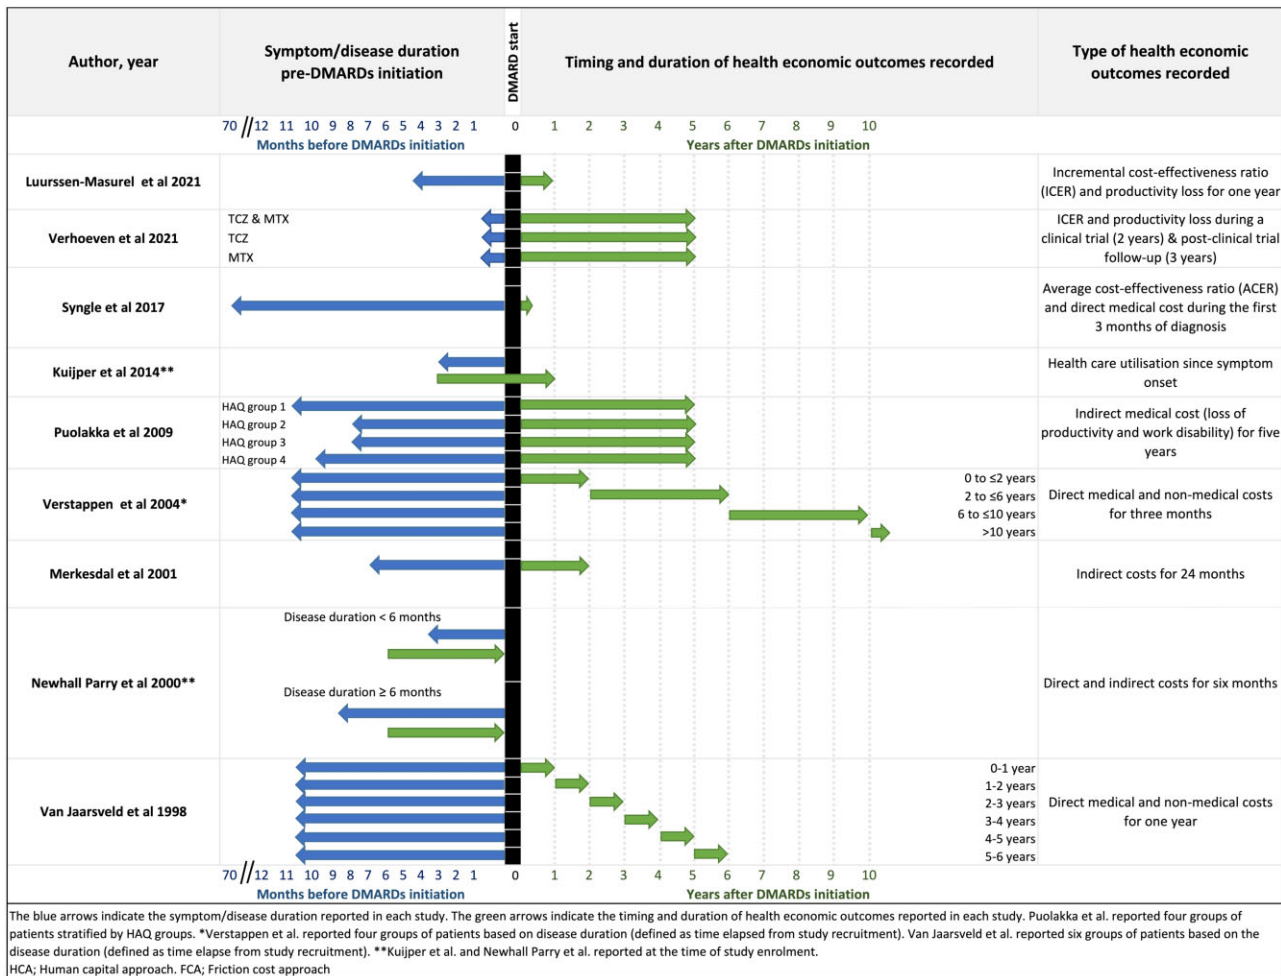 Author, year
Symptom/disease duration
pre-DMARDs initiation
DMARD start
Timing and duration of health economic outcomes recorded
Type of health economic
outcomes recorded
70 // 12 11 10 9 8 7 6 5 4 3 2 1 0 1 2 3 4 5 6 7 8 9 10
Months before DMARDs initiation
Years after DMARDs initiation
Luurssen-Masurel et al 2021
Incremental cost-effectiveness ratio
(ICER) and productivity loss for one year
Verhoeven et al 2021
TCZ & MTX
TCZ
MTX
ICER and productivity loss during a
clinical trial (2 years) & post-clinical trial
follow-up (3 years)
Syngle et al 2017
Average cost-effectiveness ratio (ACER)
and direct medical cost during the first
3 months of diagnosis
Kuijper et al 2014**
Health care utilisation since symptom
onset
Puolakka et al 2009
HAQ group 1
HAQ group 2
HAQ group 3
HAQ group 4
Indirect medical cost (loss of
productivity and work disability) for five
years
Verstappen et al 2004*
0 to ≤2 years
2 to ≤6 years
6 to ≤10 years
>10 years
Direct medical and non-medical costs
for three months
Merkesdal et al 2001
Indirect costs for 24 months
Newhall Parry et al 2000**
Disease duration < 6 months
Disease duration ≥ 6 months
Direct and indirect costs for six months
Van Jaarsveld et al 1998
0-1 year
1-2 years
2-3 years
3-4 years
4-5 years
5-6 years
Direct medical and non-medical costs
for one year
70 // 12 11 10 9 8 7 6 5 4 3 2 1 0 1 2 3 4 5 6 7 8 9 10
Months before DMARDs initiation
Years after DMARDs initiation
The blue arrows indicate the symptom/disease duration reported in each study. The green arrows indicate the timing and duration of health economic outcomes reported in each study. Puolakka et al. reported four groups of
patients stratified by HAQ groups. *Verstappen et al. reported four groups of patients based on disease duration (defined as time elapsed from study recruitment). Van Jaarsveld et al. reported six groups of patients based on the
disease duration (defined as time elapse from study recruitment). **Kuijper et al. and Newhall Parry et al. reported at the time of study enrolment.
HCA; Human capital approach. FCA; Friction cost approach